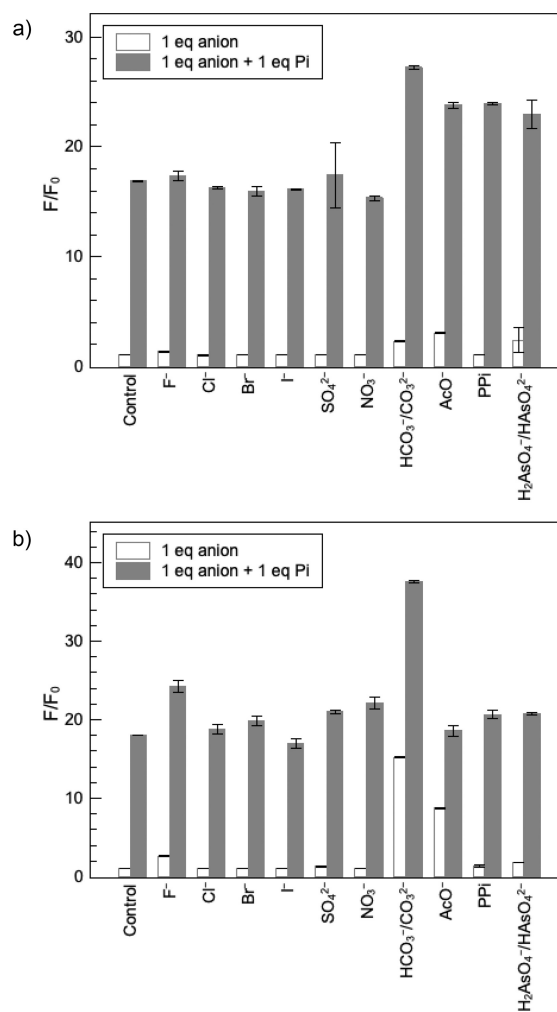 a)
30
20
10
0
F/F₀
1 eq anion
1 eq anion + 1 eq Pi
Control
F⁻
Cl⁻
Br⁻
I⁻
SO₄²⁻
NO₃⁻
HCO₃⁻/CO₃²⁻
AcO⁻
PPi
H₂AsO₄⁻/HAsO₄²⁻
b)
40
30
20
10
0
F/F₀
1 eq anion
1 eq anion + 1 eq Pi
Control
F⁻
Cl⁻
Br⁻
I⁻
SO₄²⁻
NO₃⁻
HCO₃⁻/CO₃²⁻
AcO⁻
PPi
H₂AsO₄⁻/HAsO₄²⁻